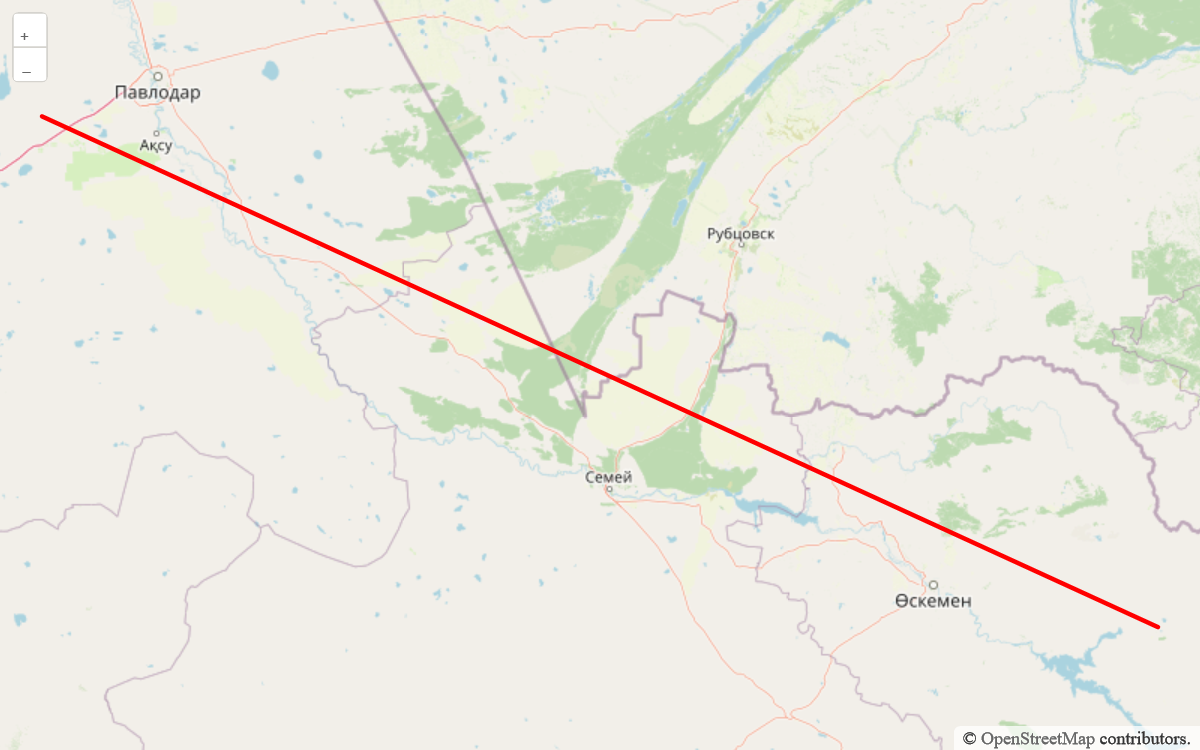 +
–
Павлодар
Ақсу
Рубцовск
Семей
Өскемен
© OpenStreetMap contributors.